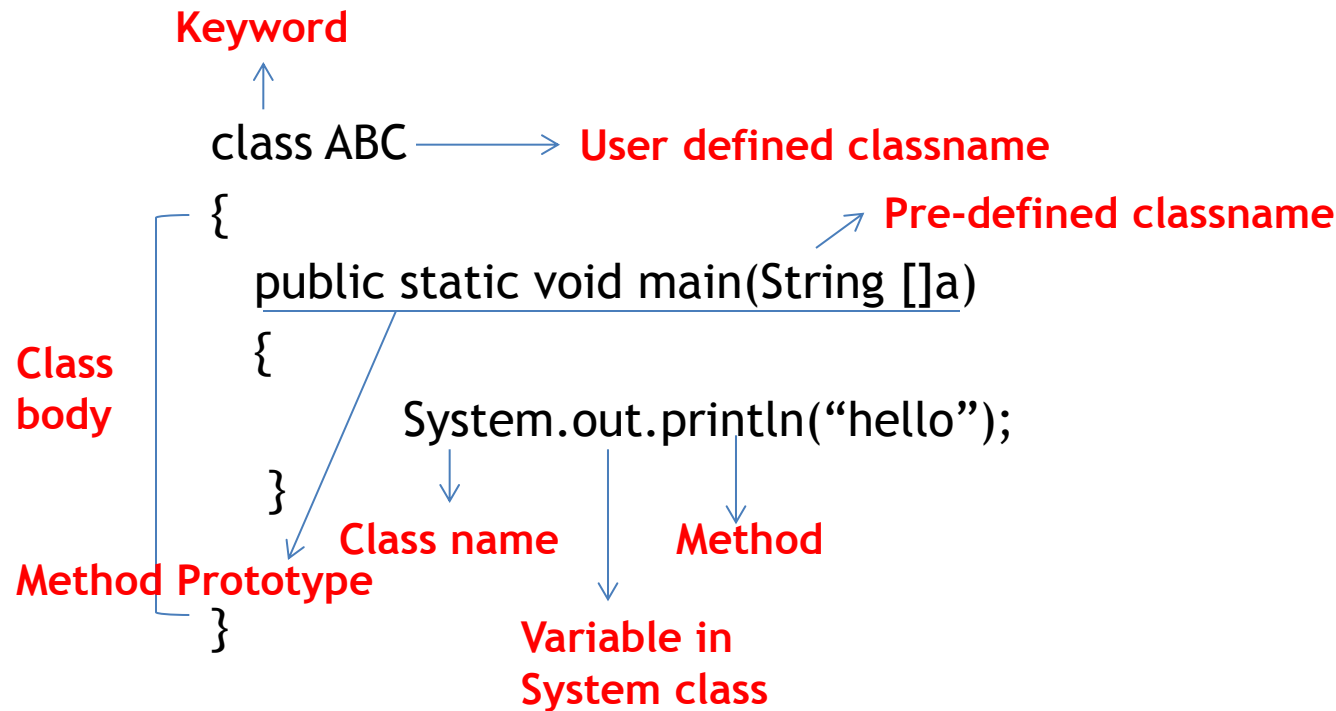 Keyword
class ABC
User defined classname
{
Pre-defined classname
public static void main(String []a)
{
Class
body
System.out.println(“hello”);
}
Class name
Method
Method Prototype
}
Variable in
System class